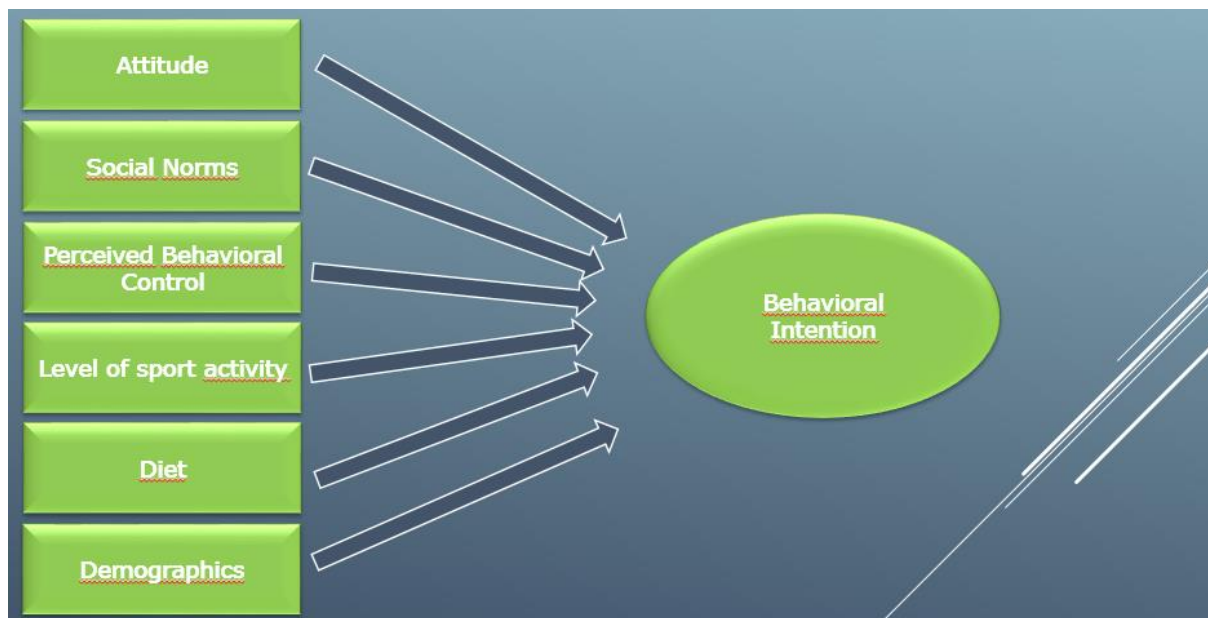 Attitude
Social Norms
Perceived Behavioral
Control
Level of sport activity
Diet
Demographics
Behavioral
Intention